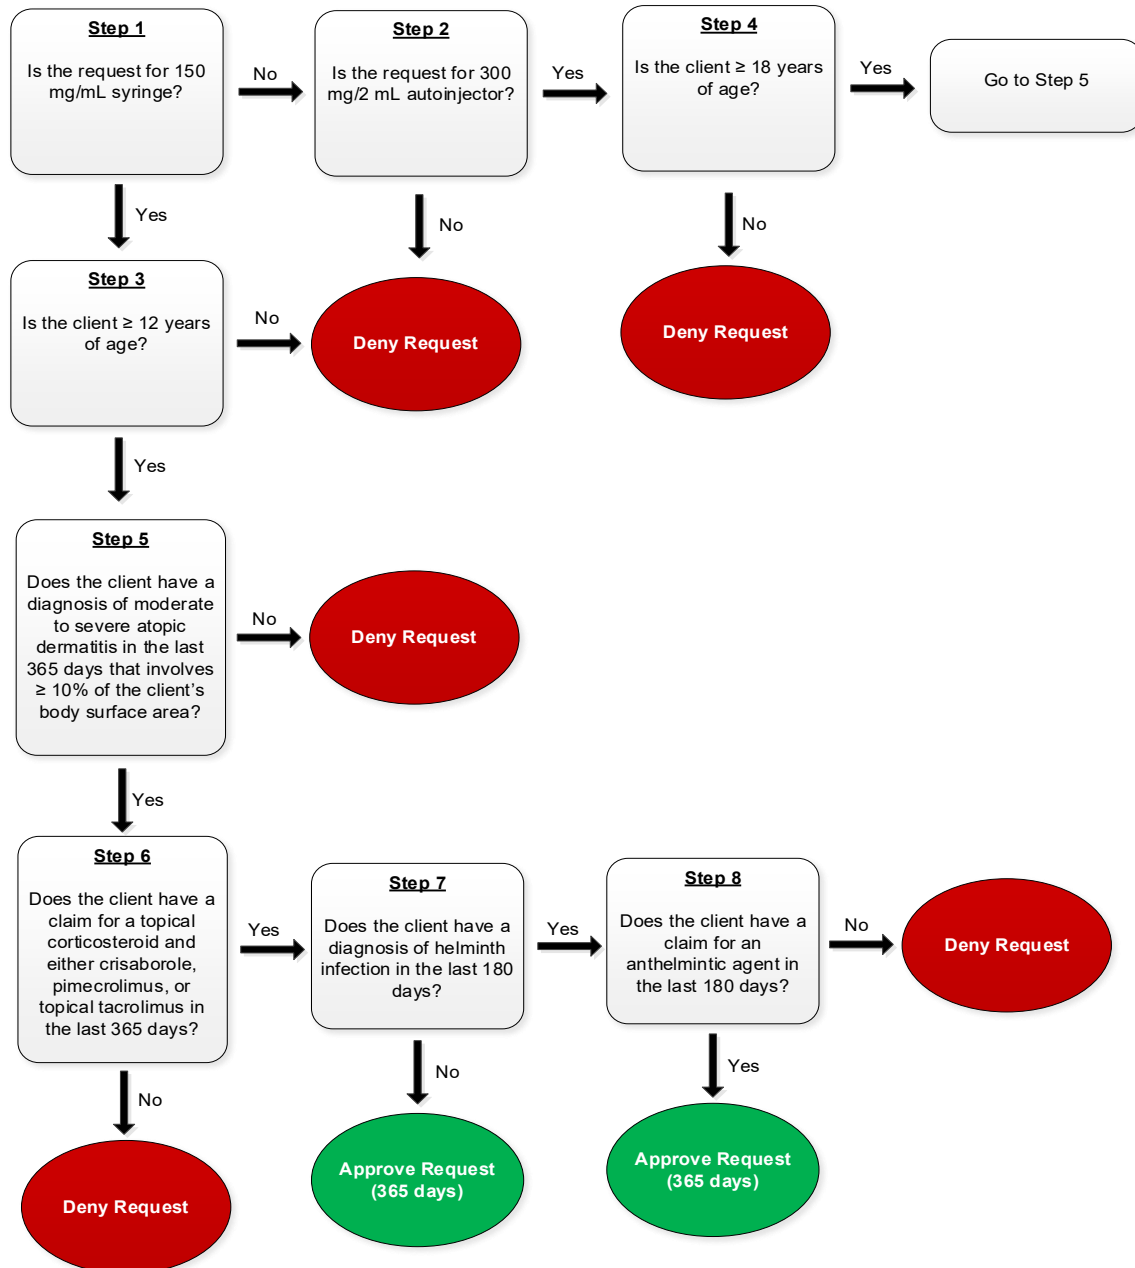 Step 1
Is the request for 150
mg/mL syringe?
No
Step 2
Is the request for 300
mg/2 mL autoinjector?
Yes
Step 4
Is the client ≥ 18 years
of age?
Yes
Go to Step 5
Yes
No
No
Step 3
Is the client ≥ 12 years
of age?
No
Deny Request
Deny Request
Yes
Step 5
Does the client have a
diagnosis of moderate
to severe atopic
dermatitis in the last
365 days that involves
≥ 10% of the client’s
body surface area?
No
Deny Request
Yes
Step 6
Does the client have a
claim for a topical
corticosteroid and
either crisaborole,
pimecrolimus, or
topical tacrolimus in
the last 365 days?
Yes
Step 7
Does the client have a
diagnosis of helminth
infection in the last 180
days?
Yes
Step 8
Does the client have a
claim for an
anthelmintic agent in
the last 180 days?
No
Deny Request
No
No
Yes
Deny Request
Approve Request
(365 days)
Approve Request
(365 days)